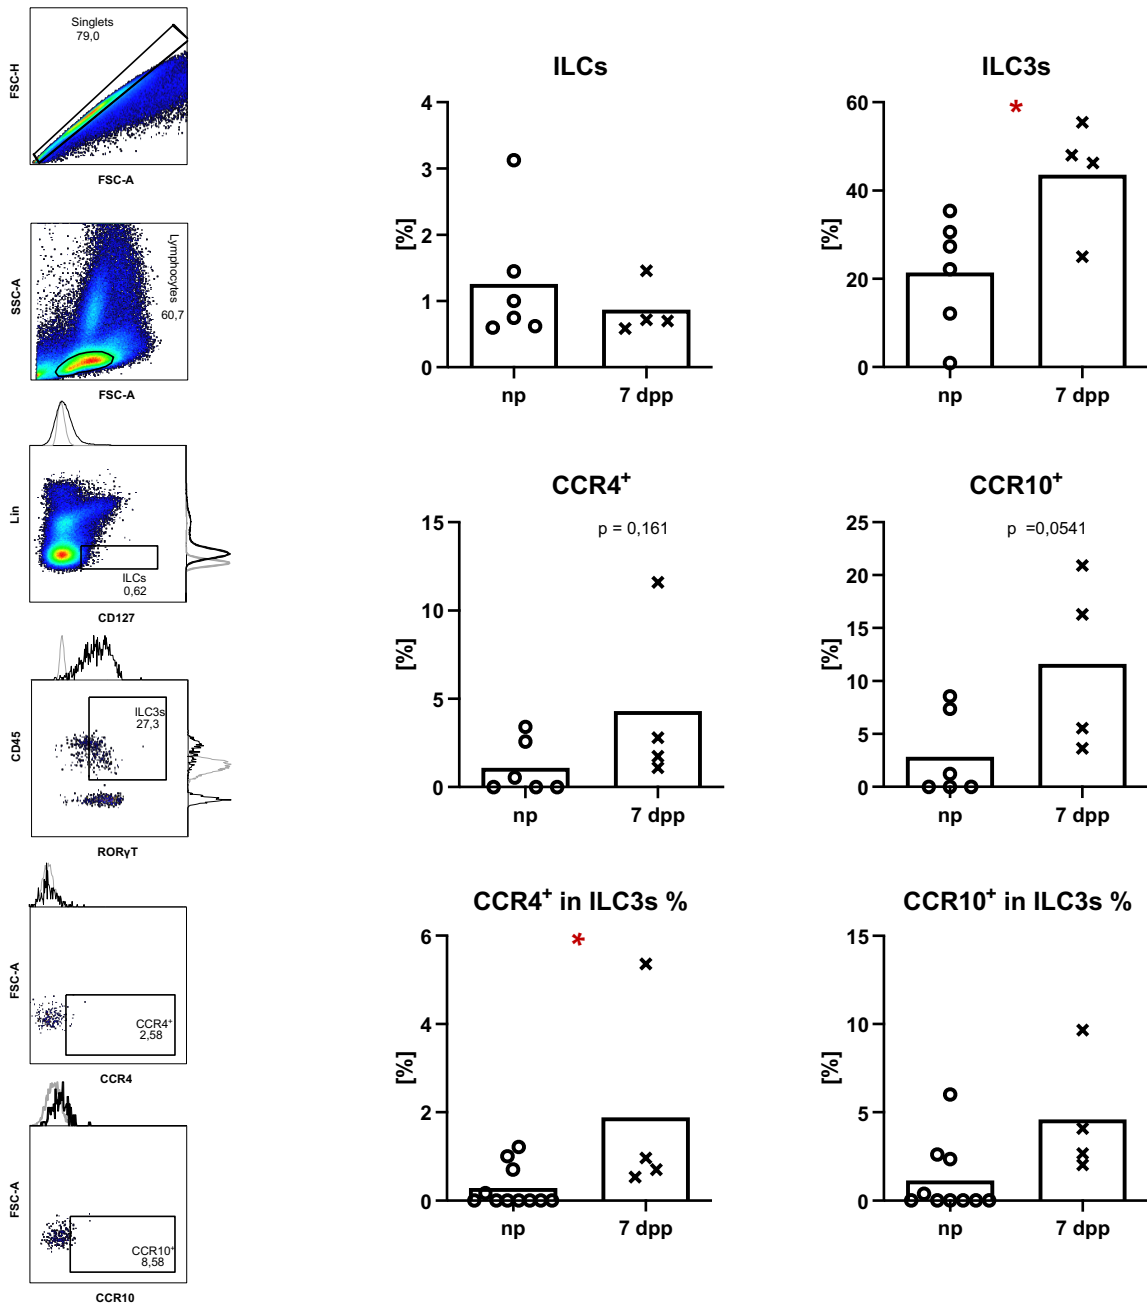 Singlets
79,0
FSC-H
FSC-A
Lymphocytes
60,7
SSC-A
FSC-A
Lin
ILCs
0,62
CD127
CD45
ILC3s
27,3
RORγT
FSC-A
CCR4⁺
2,58
CCR4
FSC-A
CCR10⁺
8,58
CCR10
ILCs
[%]
4
3
2
1
0
np
7 dpp
ILC3s
*
[%]
60
40
20
0
np
7 dpp
CCR4⁺
p = 0,161
[%]
15
10
5
0
np
7 dpp
CCR10⁺
p =0,0541
[%]
25
20
15
10
5
0
np
7 dpp
CCR4⁺ in ILC3s %
*
[%]
6
4
2
0
np
7 dpp
CCR10⁺ in ILC3s %
[%]
15
10
5
0
np
7 dpp